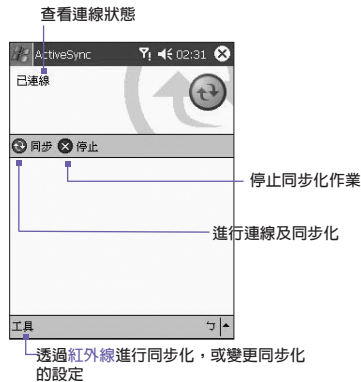 查看連線狀態
ActiveSync 02:31
已連線
同步 停止
停止同步化作業
進行連線及同步化
工具 ㄅ
透過紅外線進行同步化，或變更同步化
的設定